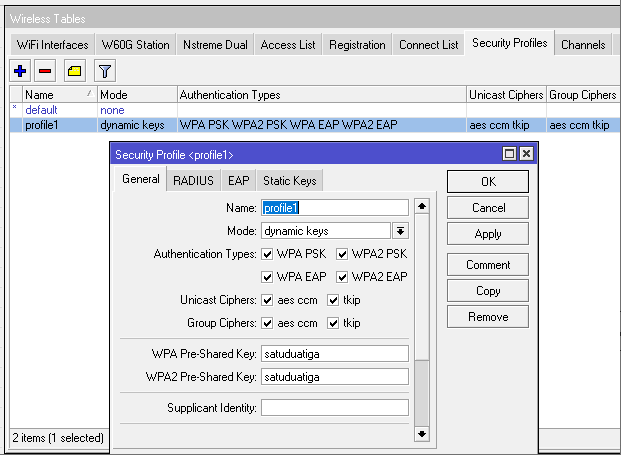 Wireless Tables
WiFi Interfaces W60G Station Nstreme Dual Access List Registration Connect List Security Profiles Channels
Name Mode Authentication Types Unicast Ciphers Group Ciphers
* default none
profile1 dynamic keys WPA PSK WPA2 PSK WPA EAP WPA2 EAP aes ccm tkip aes ccm tkip
Security Profile <profile1>
General RADIUS EAP Static Keys
Name: profile1
Mode: dynamic keys
Authentication Types: WPA PSK WPA2 PSK
WPA EAP WPA2 EAP
Unicast Ciphers: aes ccm tkip
Group Ciphers: aes ccm tkip
WPA Pre-Shared Key: satuduatiga
WPA2 Pre-Shared Key: satuduatiga
Supplicant Identity:
OK
Cancel
Apply
Comment
Copy
Remove
2 items (1 selected)